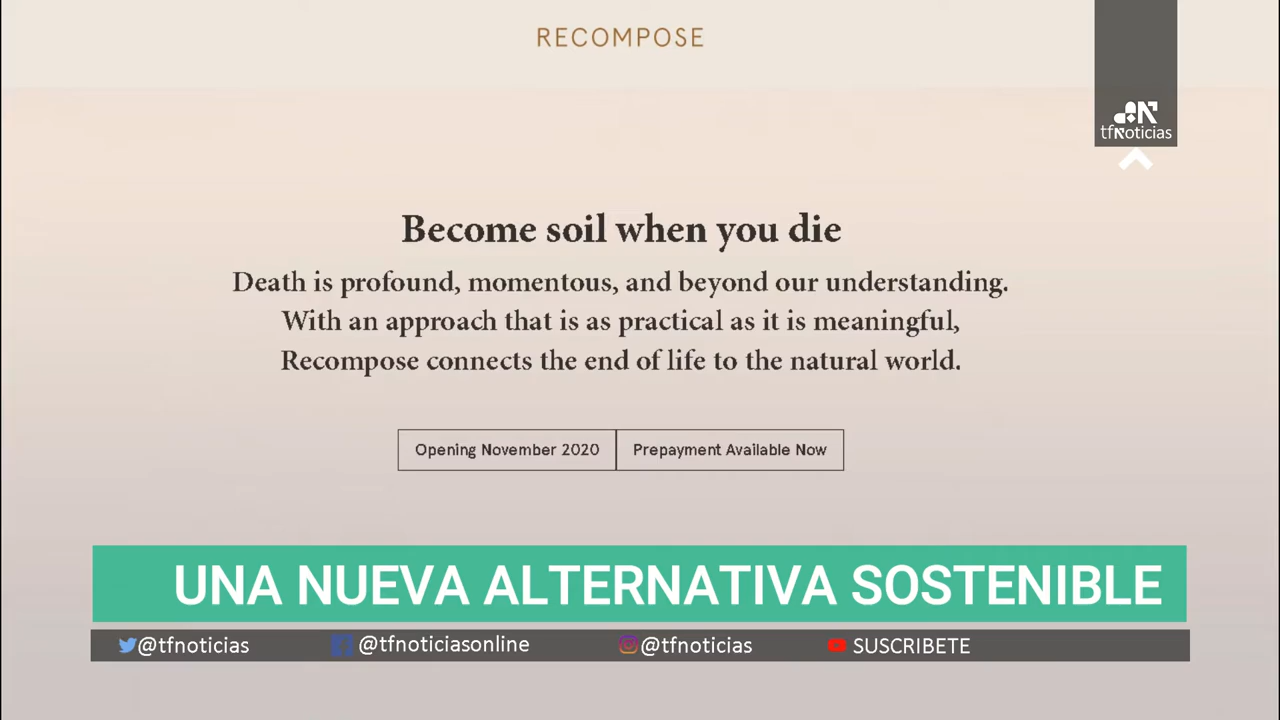 RECOMPOSE
tfNoticias
Become soil when you die
Death is profound, momentous, and beyond our understanding.
With an approach that is as practical as it is meaningful,
Recompose connects the end of life to the natural world.
Opening November 2020 Prepayment Available Now
UNA NUEVA ALTERNATIVA SOSTENIBLE
@tfnoticias @tfnoticiasonline @tfnoticias SUSCRIBETE